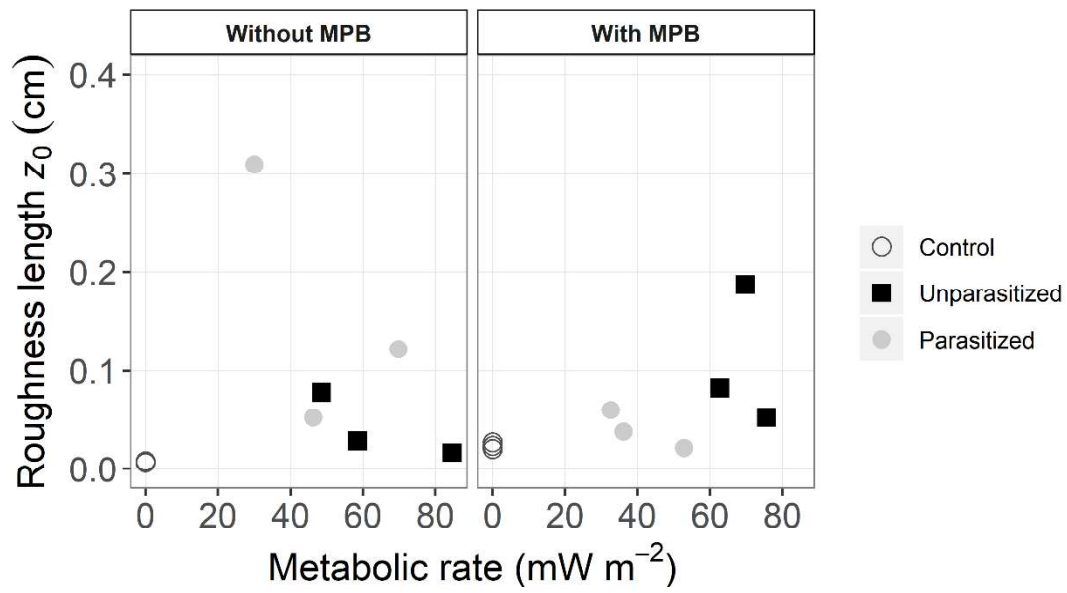 Without MPB
With MPB
Roughness length z₀ (cm)
0.4
0.3
0.2
0.1
0.0
0 20 40 60 80
0 20 40 60 80
Metabolic rate (mW m⁻²)
Control
Unparasitized
Parasitized